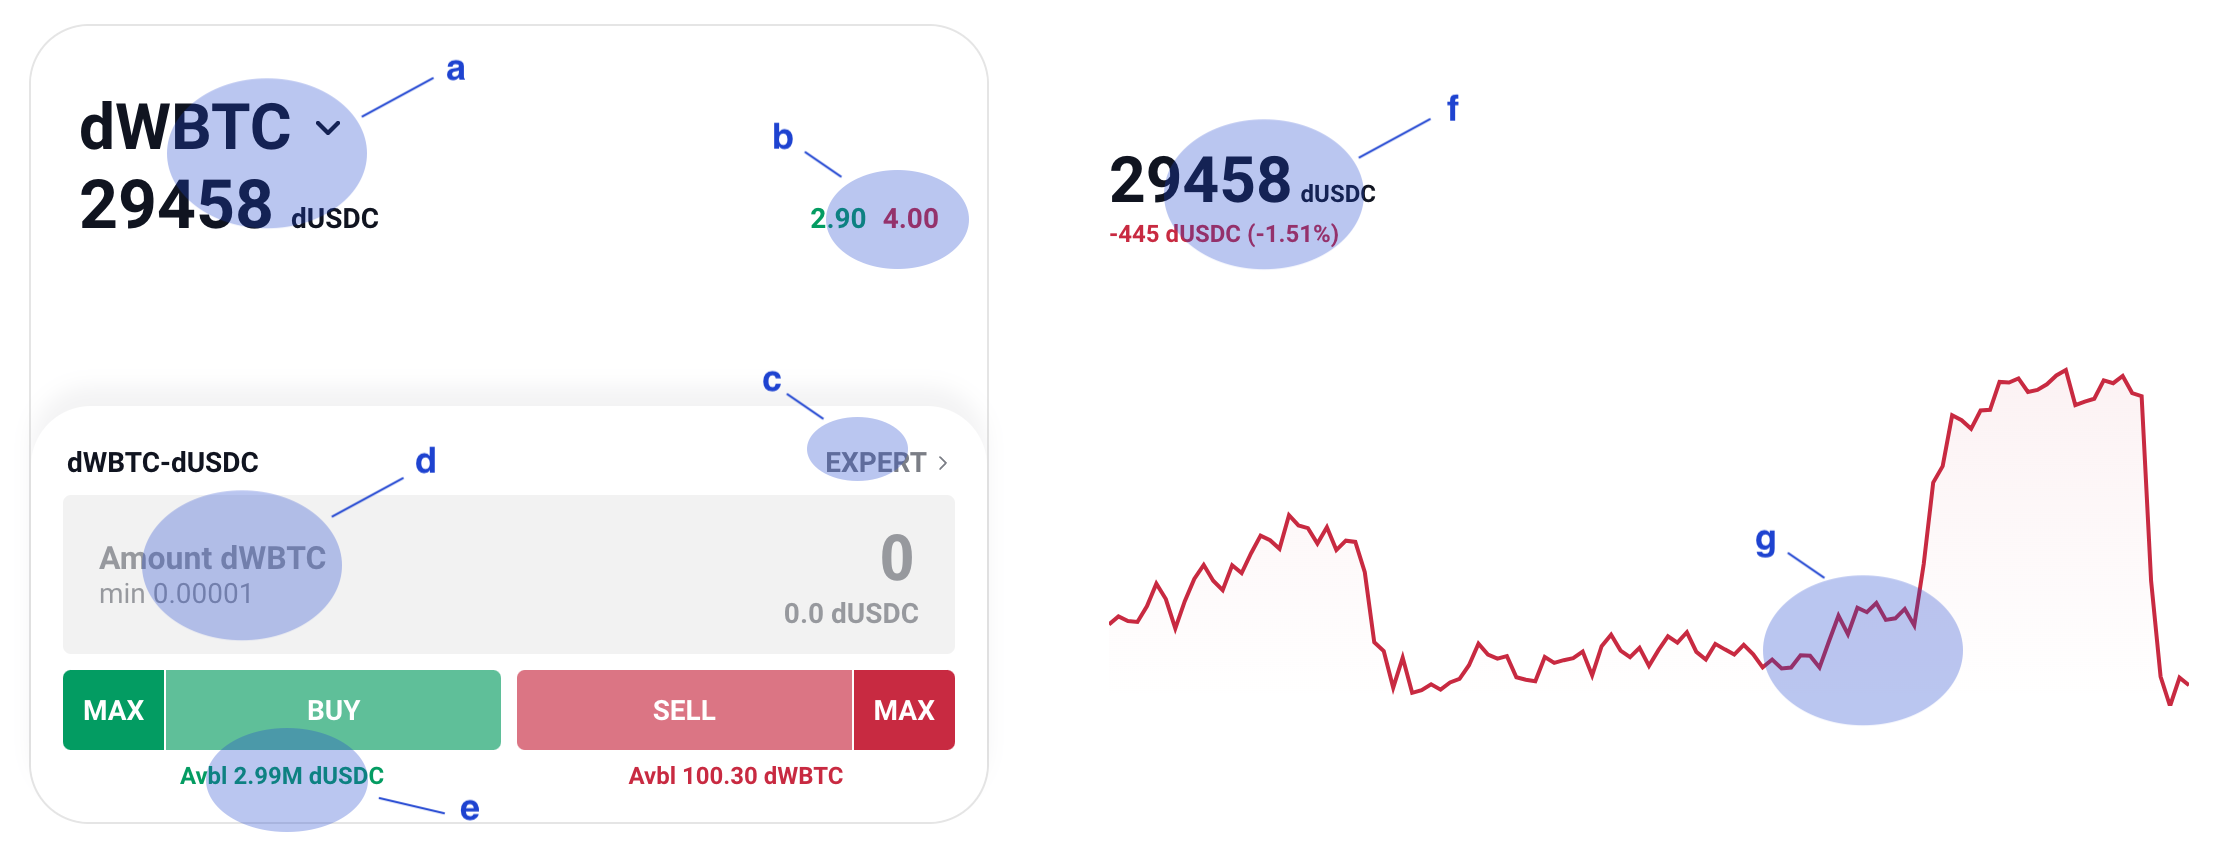 a
dWBTC
29458 dUSDC
b
2.90 4.00
c
dWBTC-dUSDC
EXPERT
d
Amount dWBTC
min 0.00001
0
0.0 dUSDC
MAX BUY SELL MAX
Avbl 2.99M dUSDC Avbl 100.30 dWBTC
e
f
29458 dUSDC
-445 dUSDC (-1.51%)
g